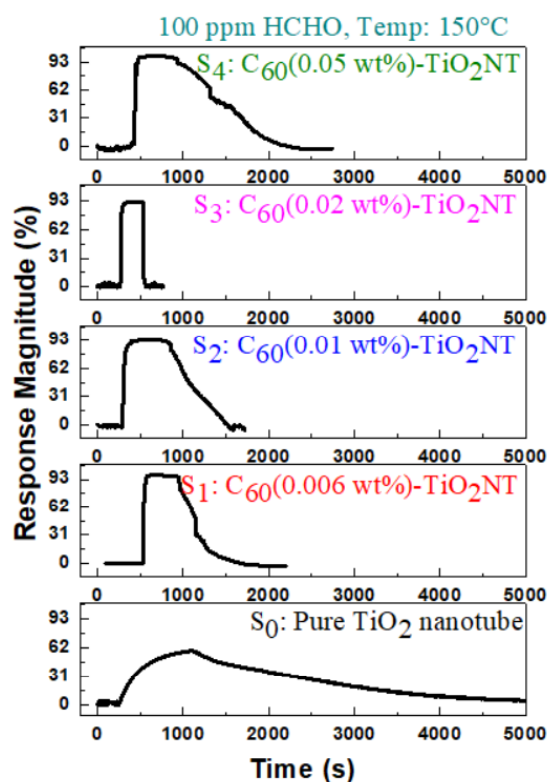 100 ppm HCHO, Temp: 150°C
Response Magnitude (%)
S4: C60(0.05 wt%)-TiO2NT
93
62
31
0
0 1000 2000 3000 4000 5000
S3: C60(0.02 wt%)-TiO2NT
93
62
31
0
0 1000 2000 3000 4000 5000
S2: C60(0.01 wt%)-TiO2NT
93
62
31
0
0 1000 2000 3000 4000 5000
S1: C60(0.006 wt%)-TiO2NT
93
62
31
0
0 1000 2000 3000 4000 5000
S0: Pure TiO2 nanotube
93
62
31
0
0 1000 2000 3000 4000 5000
Time (s)